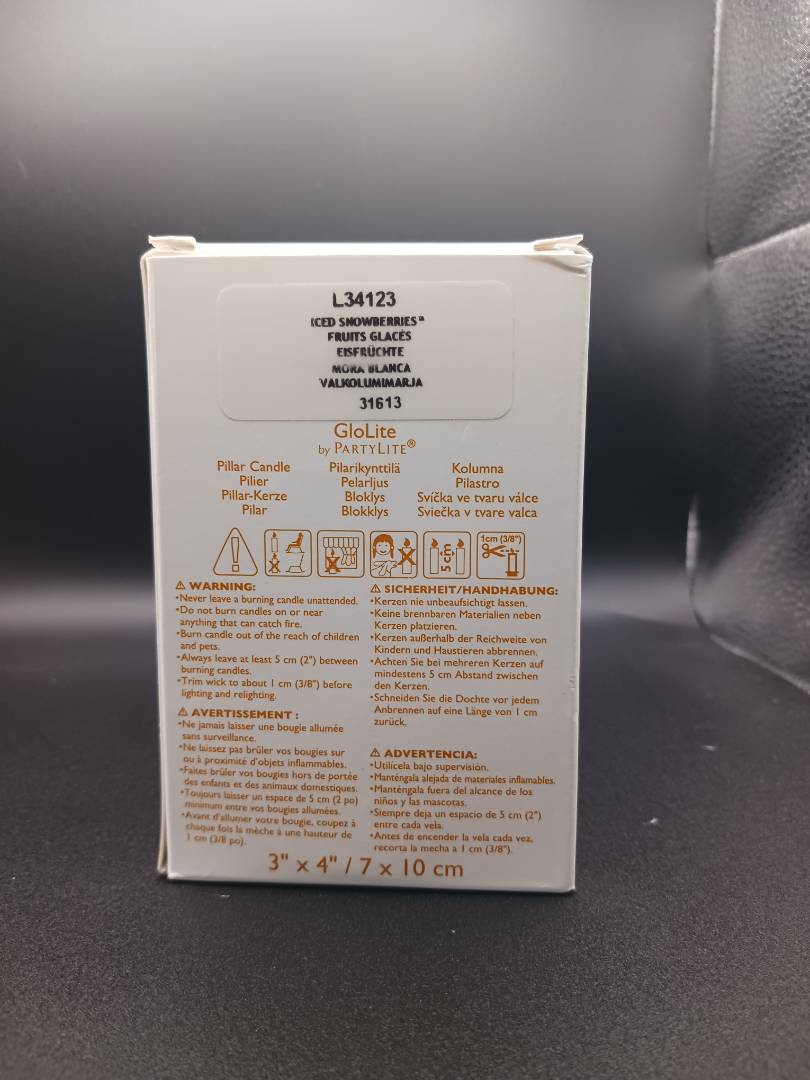 L34123
ICED SNOWBERRIES™
FRUITS GLACÉS
EISFRÜCHTE
MORA BLANCA
VALKOLUMIMARJA
31613
GloLite
by PARTYLITE®
Pillar Candle
Pilier
Pillar-Kerze
Pilar
Pilarikynttilä
Pelarljus
Bloklys
Blokklys
Kolumna
Pilastro
Svíčka ve tvaru válce
Sviečka v tvare valca
5 cm
1cm (3/8")
⚠ WARNING:
•Never leave a burning candle unattended.
•Do not burn candles on or near
anything that can catch fire.
•Burn candle out of the reach of children
and pets.
•Always leave at least 5 cm (2") between
burning candles.
•Trim wick to about 1 cm (3/8") before
lighting and relighting.
⚠ AVERTISSEMENT :
•Ne jamais laisser une bougie allumée
sans surveillance.
•Ne laissez pas brûler vos bougies sur
ou à proximité d'objets inflammables.
•Faites brûler vos bougies hors de portée
des enfants et des animaux domestiques.
•Toujours laisser un espace de 5 cm (2 po)
minimum entre vos bougies allumées.
•Avant d'allumer votre bougie, coupez à
chaque fois la mèche à une hauteur de
1 cm (3/8 po).
⚠ SICHERHEIT/HANDHABUNG:
•Kerzen nie unbeaufsichtigt lassen.
•Keine brennbaren Materialien neben
Kerzen platzieren.
•Kerzen außerhalb der Reichweite von
Kindern und Haustieren abbrennen.
•Achten Sie bei mehreren Kerzen auf
mindestens 5 cm Abstand zwischen
den Kerzen.
•Schneiden Sie die Dochte vor jedem
Anbrennen auf eine Länge von 1 cm
zurück.
⚠ ADVERTENCIA:
•Utilícela bajo supervisión.
•Manténgala alejada de materiales inflamables.
•Manténgala fuera del alcance de los
niños y las mascotas.
•Siempre deja un espacio de 5 cm (2")
entre cada vela.
•Antes de encender la vela cada vez,
recorta la mecha a 1 cm (3/8").
3" x 4" / 7 x 10 cm